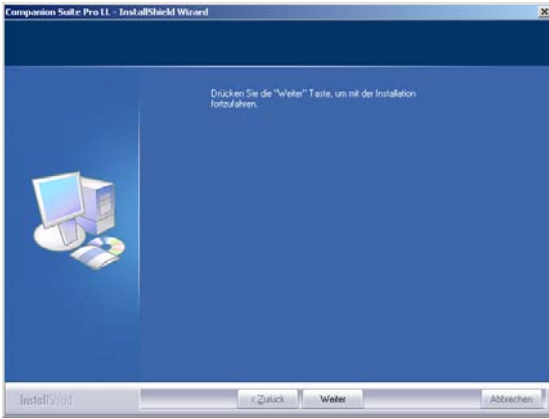 Companion Suite Pro LL - InstallShield Wizard
Drücken Sie die "Weiter" Taste, um mit der Installation
fortzufahren.
InstallShield
< Zurück
Weiter
Abbrechen